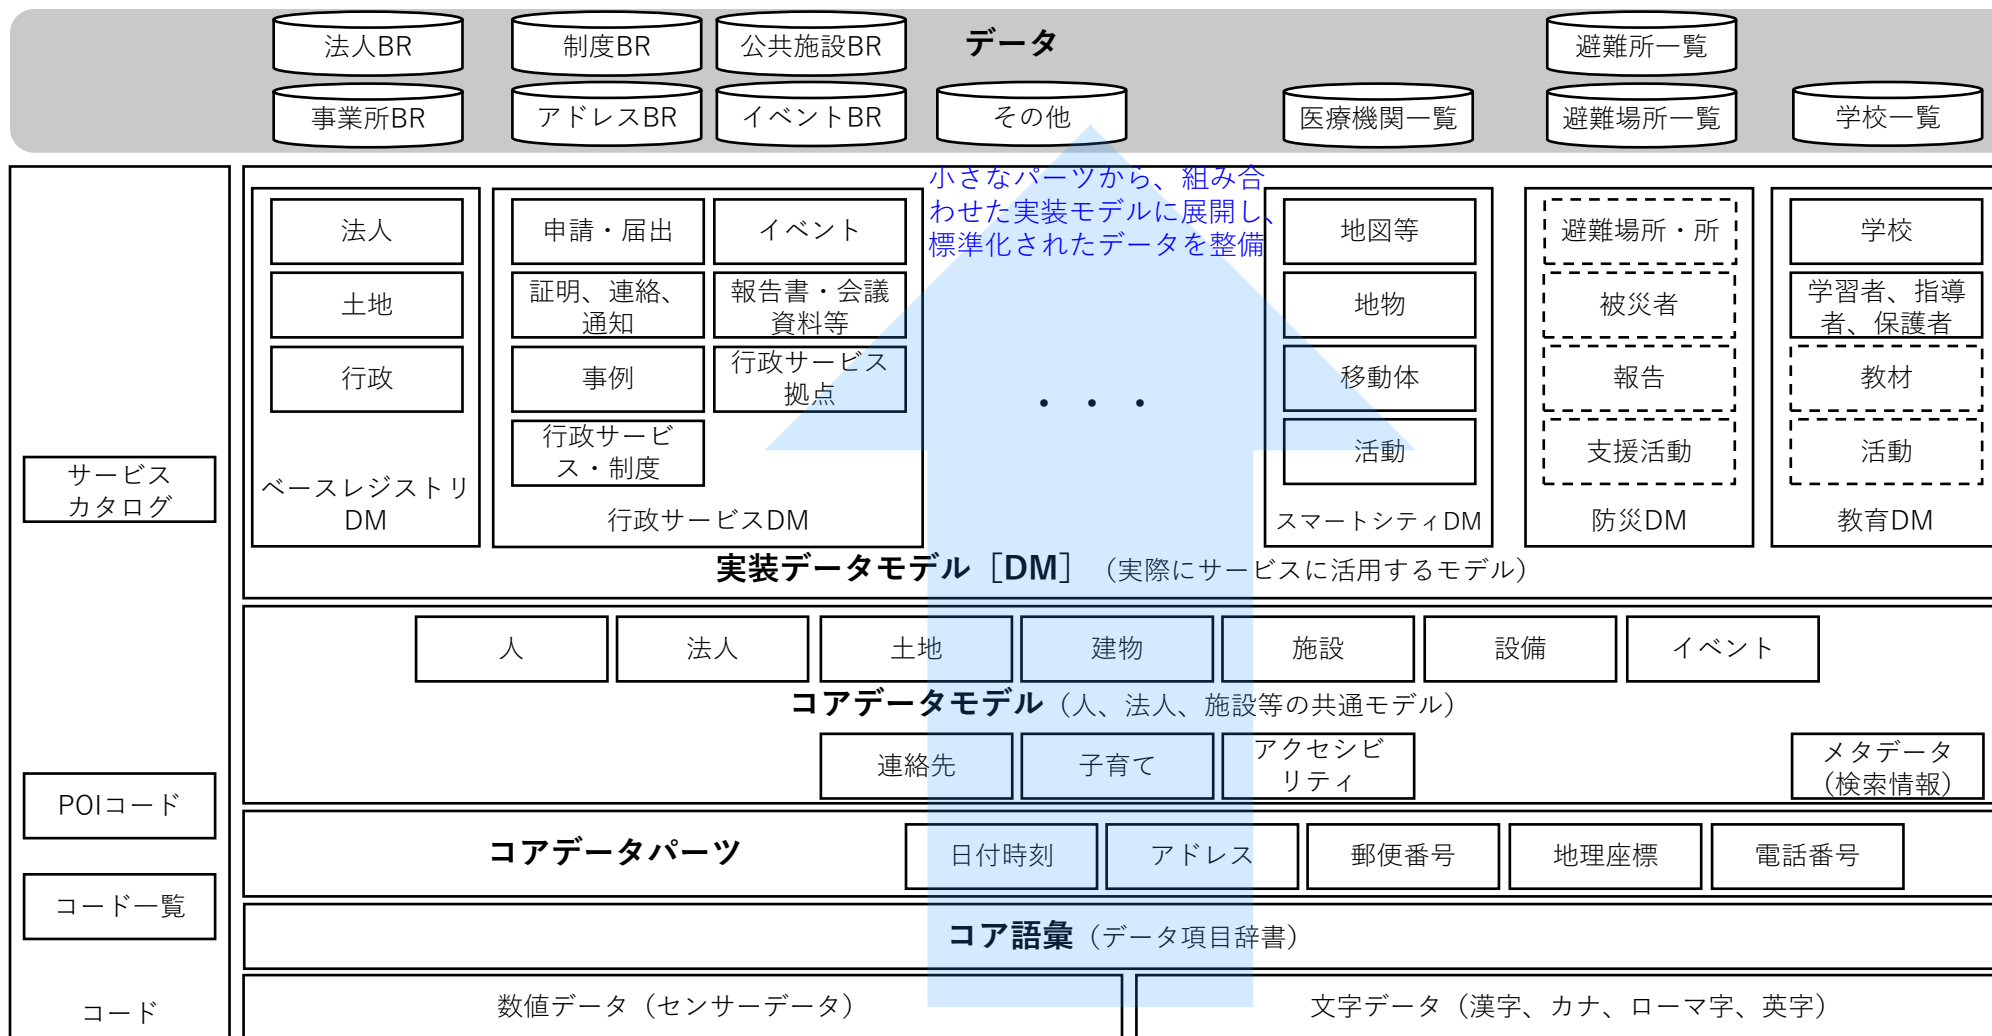 データ
法人BR
制度BR
公共施設BR
避難所一覧
事業所BR
アドレスBR
イベントBR
その他
医療機関一覧
避難場所一覧
学校一覧
小さなパーツから、組み合
わせた実装モデルに展開し、
標準化されたデータを整備
法人
土地
行政
ベースレジストリ
DM
申請・届出
イベント
証明、連絡、
通知
報告書・会議
資料等
事例
行政サービス
拠点
行政サービ
ス・制度
行政サービスDM
・・・
地図等
地物
移動体
活動
スマートシティDM
避難場所・所
被災者
報告
支援活動
防災DM
学校
学習者、指導
者、保護者
教材
活動
教育DM
実装データモデル［DM］（実際にサービスに活用するモデル）
人
法人
土地
建物
施設
設備
イベント
コアデータモデル（人、法人、施設等の共通モデル）
連絡先
子育て
アクセシビ
リティ
メタデータ
（検索情報）
コアデータパーツ
日付時刻
アドレス
郵便番号
地理座標
電話番号
コア語彙（データ項目辞書）
数値データ（センサーデータ）
文字データ（漢字、カナ、ローマ字、英字）
サービス
カタログ
POIコード
コード一覧
コード